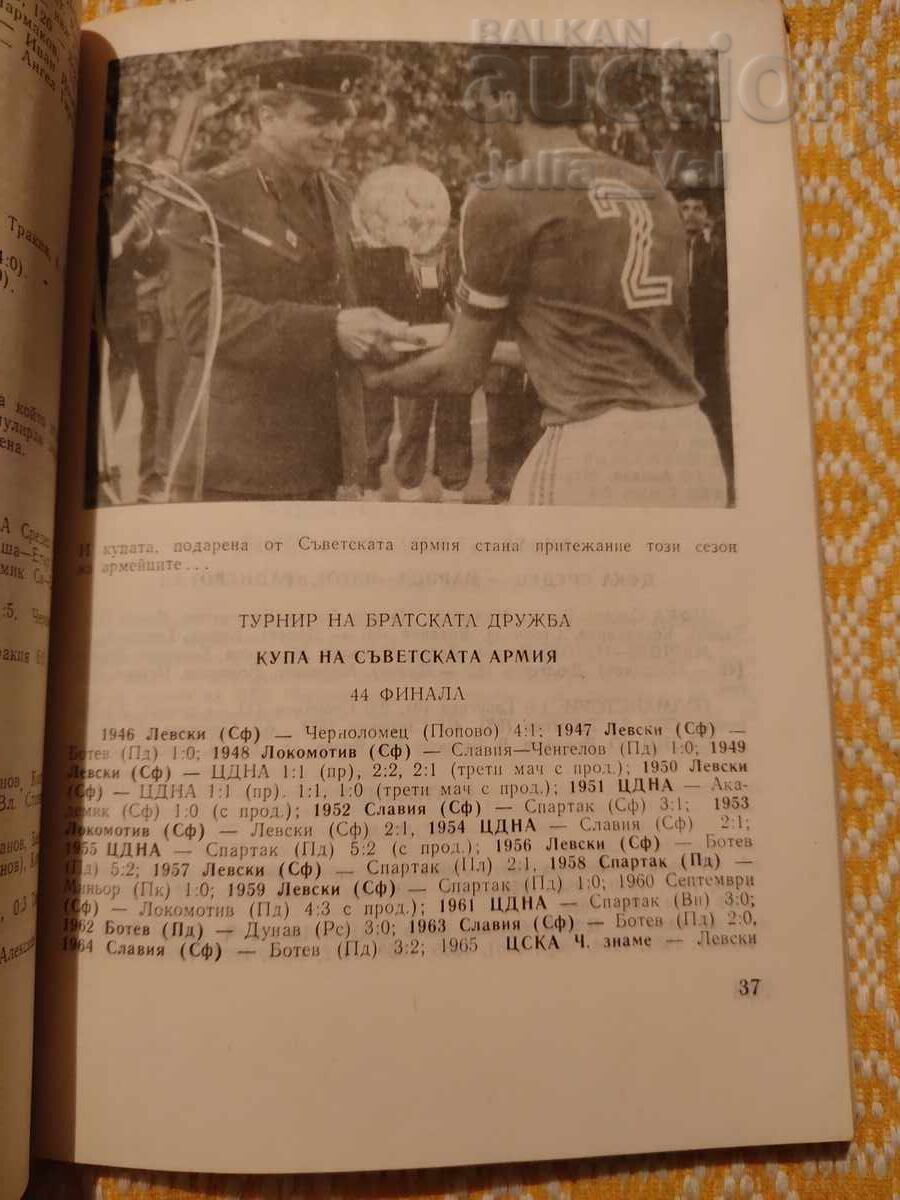 BALKAN
auction
Julia__Val
2
И купата, подарена от Съветската армия стана притежание този сезон
на армейците...
ТУРНИР НА БРАТСКАТА ДРУЖБА
КУПА НА СЪВЕТСКАТА АРМИЯ
44 ФИНАЛА
1946 Левски (Сф) — Черноломец (Попово) 4:1; 1947 Левски (Сф) —
Ботев (Пд) 1:0; 1948 Локомотив (Сф) — Славия—Ченгелов (Пд) 1:0; 1949
Левски (Сф) — ЦДНА 1:1 (пр), 2:2, 2:1 (трети мач с прод.); 1950 Левски
(Сф) — ЦДНА 1:1 (пр). 1:1, 1:0 (трети мач с прод.); 1951 ЦДНА — Ака-
демик (Сф) 1:0 (с прод.); 1952 Славия (Сф) — Спартак (Сф) 3:1; 1953
Локомотив (Сф) — Левски (Сф) 2:1, 1954 ЦДНА — Славия (Сф) 2:1;
1955 ЦДНА — Спартак (Пд) 5:2 (с прод.); 1956 Левски (Сф) — Ботев
(Пд) 5:2; 1957 Левски (Сф) — Спартак (Пл) 2:1, 1958 Спартак (Пд) —
Миньор (Пк) 1:0; 1959 Левски (Сф) — Спартак (Пд) 1:0; 1960 Септември
(Сф) — Локомотив (Пд) 4:3 с прод.); 1961 ЦДНА — Спартак (Вн) 3:0;
1962 Ботев (Пд) — Дунав (Рс) 3:0; 1963 Славия (Сф) — Ботев (Пд) 2:0,
1964 Славия (Сф) — Ботев (Пд) 3:2; 1965 ЦСКА Ч. знаме — Левски
37